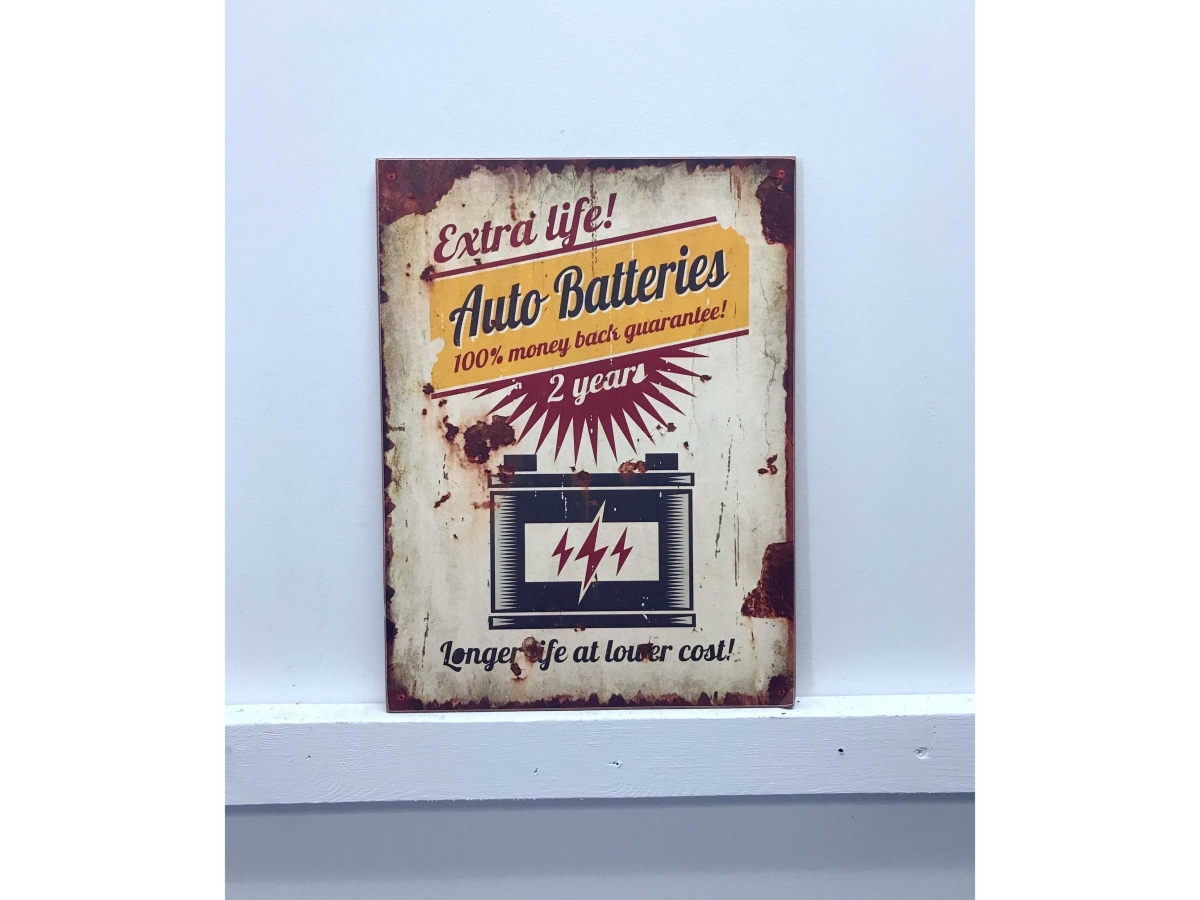 Extra life!
Auto Batteries
100% money back guarantee!
2 years
Longer life at lower cost!